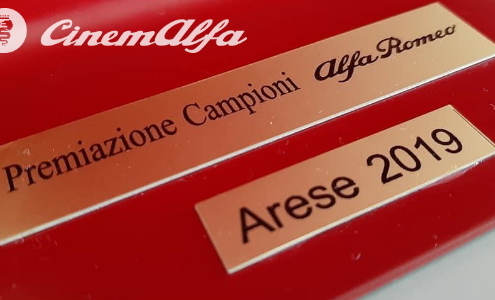 CinemAlfa
Premiazione Campioni Alfa Romeo
Arese 2019